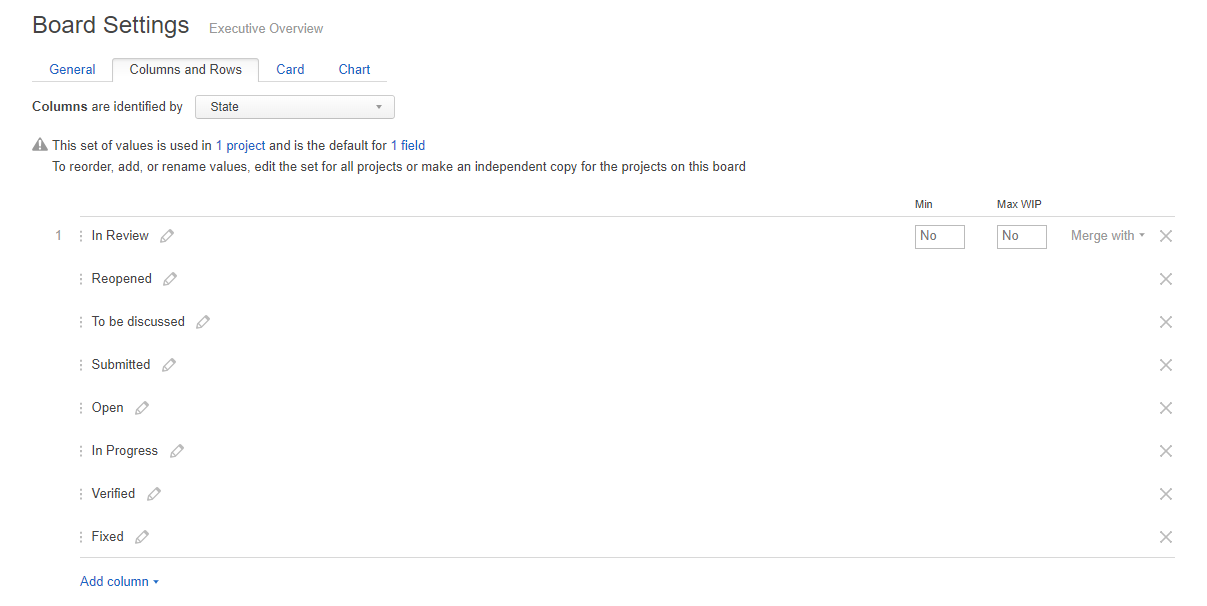 Board Settings Executive Overview
General Columns and Rows Card Chart
Columns are identified by State
This set of values is used in 1 project and is the default for 1 field
To reorder, add, or rename values, edit the set for all projects or make an independent copy for the projects on this board
Min Max WIP
1 In Review No No Merge with
Reopened
To be discussed
Submitted
Open
In Progress
Verified
Fixed
Add column